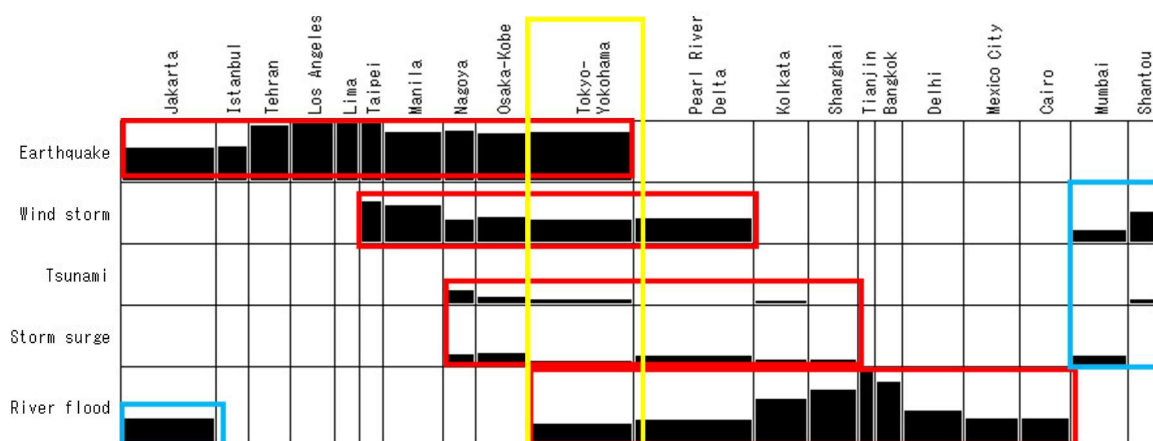 Jakarta
Istanbul
Tehran
Los Angeles
Lima
Taipei
Manila
Nagoya
Osaka-Kobe
Tokyo-
Yokohama
Pearl River
Delta
Kolkata
Shanghai
Tianjin
Bangkok
Delhi
Mexico City
Cairo
Mumbai
Shantou
Earthquake
Wind storm
Tsunami
Storm surge
River flood